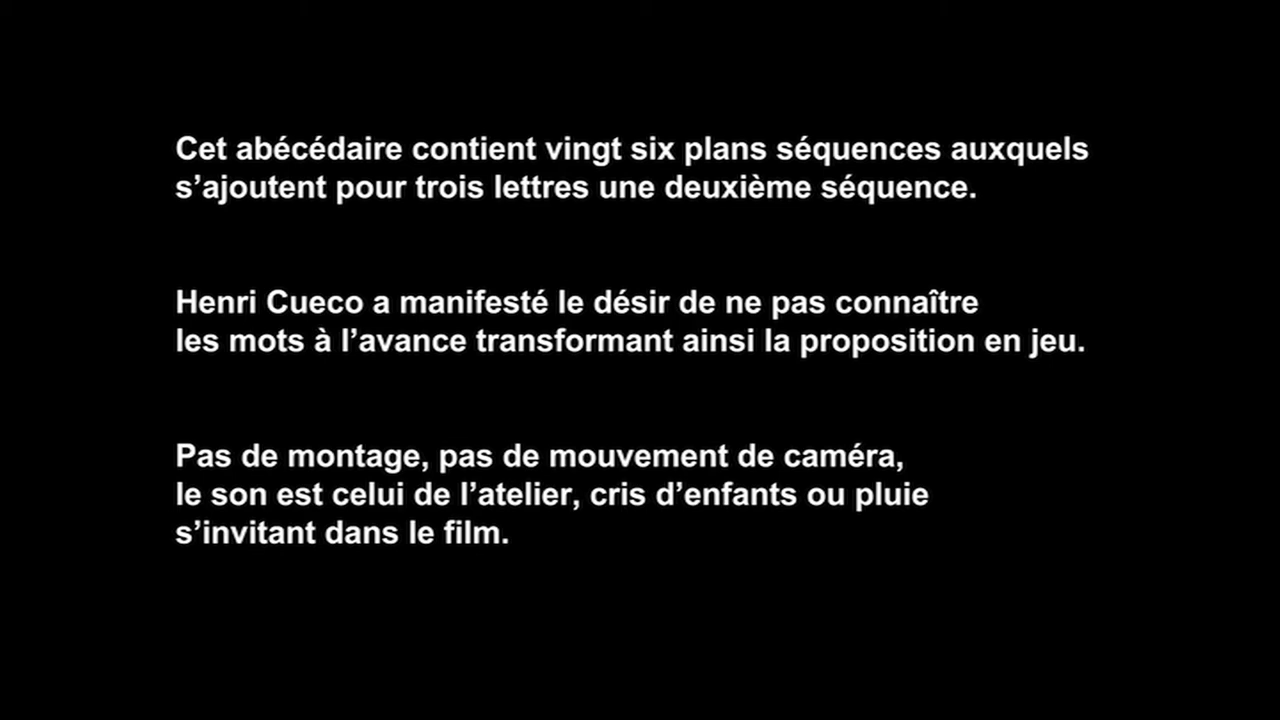 Cet abécédaire contient vingt six plans séquences auxquels
s’ajoutent pour trois lettres une deuxième séquence.
Henri Cueco a manifesté le désir de ne pas connaître
les mots à l’avance transformant ainsi la proposition en jeu.
Pas de montage, pas de mouvement de caméra,
le son est celui de l’atelier, cris d’enfants ou pluie
s’invitant dans le film.